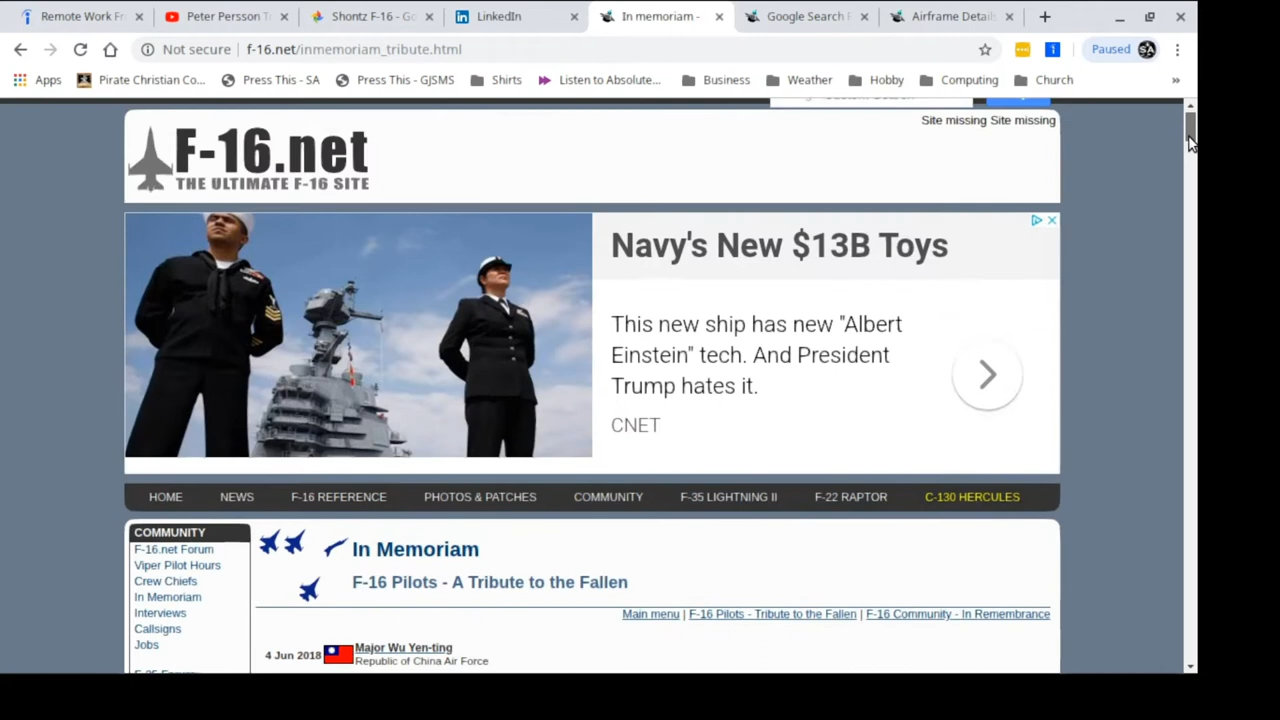 Remote Work Fr
Peter Persson T
Shontz F-16 - Go
LinkedIn
In memoriam -
Google Search F
Airframe Details
Not secure
f-16.net/inmemoriam_tribute.html
Paused
SA
Apps
Pirate Christian Co...
Press This - SA
Press This - GJSMS
Shirts
Listen to Absolute...
Business
Weather
Hobby
Computing
Church
»
Site missing Site missing
F-16.net
THE ULTIMATE F-16 SITE
Navy's New $13B Toys
This new ship has new "Albert
Einstein" tech. And President
Trump hates it.
CNET
HOME
NEWS
F-16 REFERENCE
PHOTOS & PATCHES
COMMUNITY
F-35 LIGHTNING II
F-22 RAPTOR
C-130 HERCULES
COMMUNITY
F-16.net Forum
Viper Pilot Hours
Crew Chiefs
In Memoriam
Interviews
Callsigns
Jobs
In Memoriam
F-16 Pilots - A Tribute to the Fallen
Main menu | F-16 Pilots - Tribute to the Fallen | F-16 Community - In Remembrance
4 Jun 2018
Major Wu Yen-ting
Republic of China Air Force